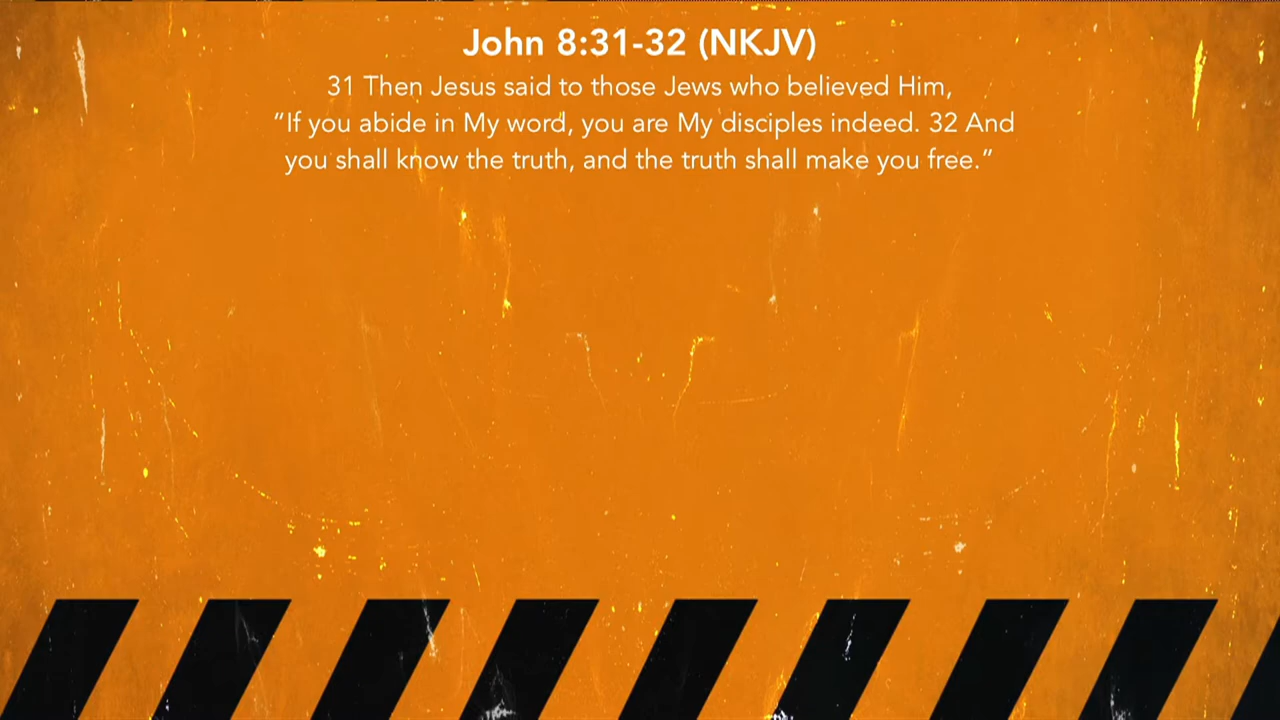 John 8:31-32 (NKJV)
31 Then Jesus said to those Jews who believed Him,
“If you abide in My word, you are My disciples indeed. 32 And
you shall know the truth, and the truth shall make you free.”